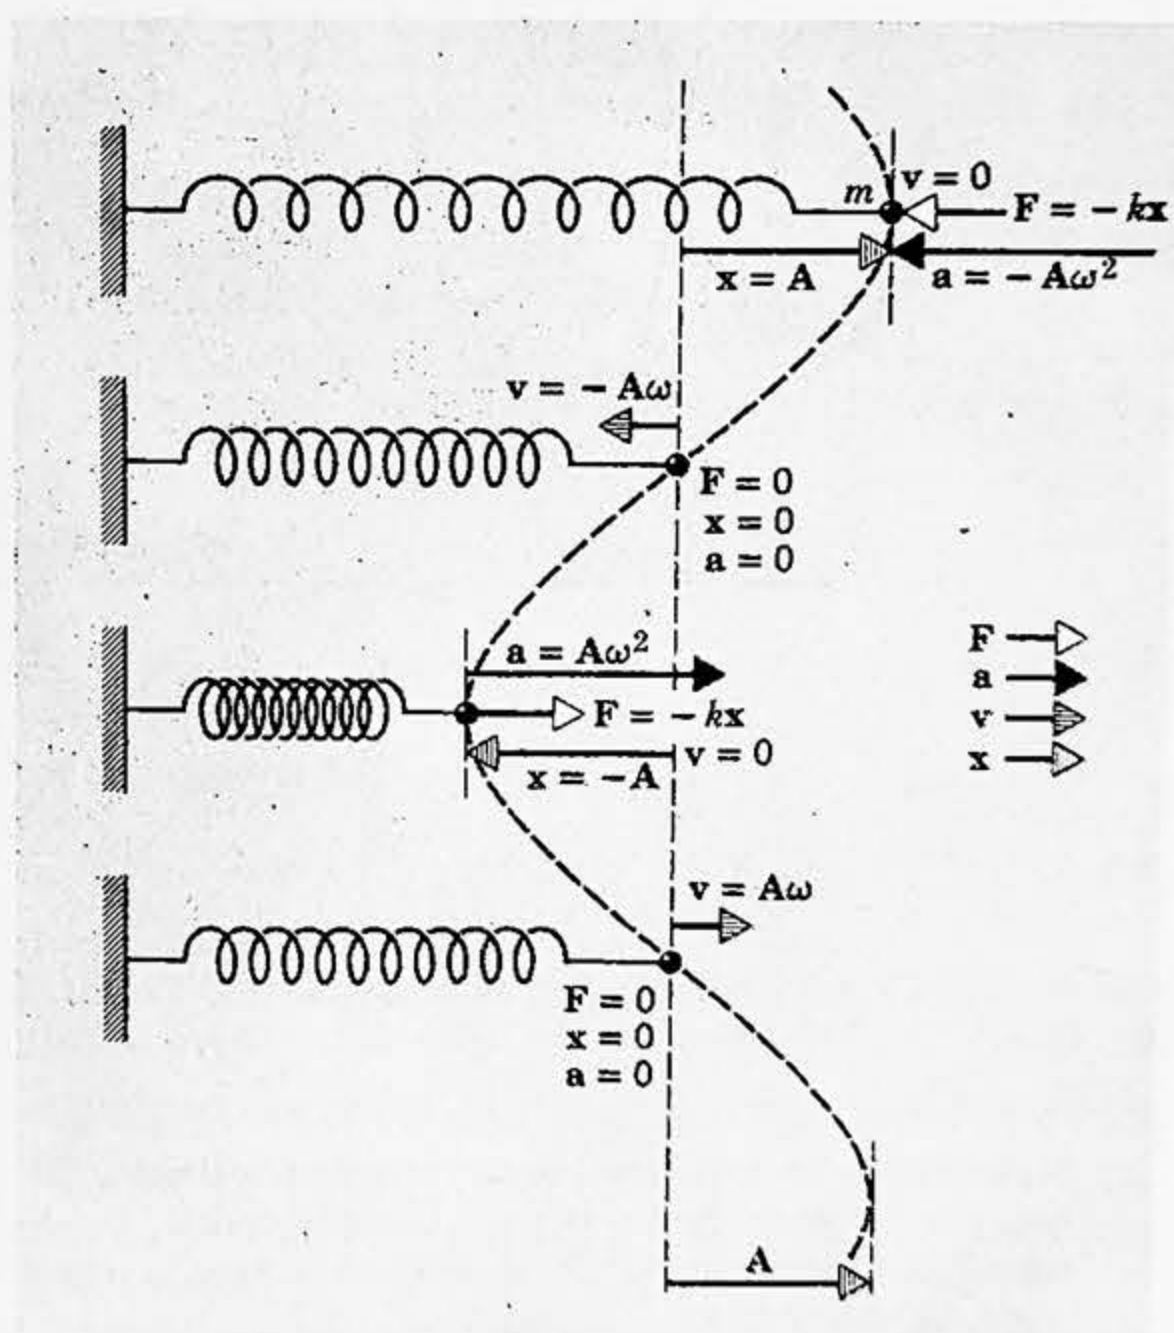 m
v = 0
F = − kx
x = A
a = − Aω²
v = − Aω
F = 0
x = 0
a = 0
a = Aω²
F = − kx
x = −A
v = 0
F
a
v
x
v = Aω
F = 0
x = 0
a = 0
A